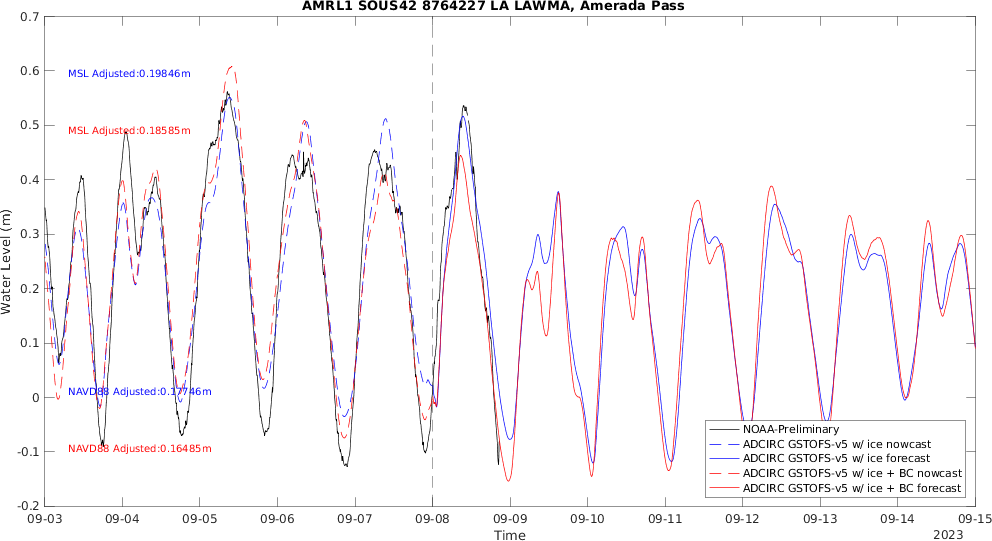 AMRL1 SOUS42 8764227 LA LAWMA, Amerada Pass
0.7
0.6
0.5
0.4
0.3
0.2
0.1
0
-0.1
-0.2
Water Level (m)
MSL Adjusted:0.19846m
MSL Adjusted:0.18585m
NAVD88 Adjusted:0.17746m
NAVD88 Adjusted:0.16485m
NOAA-Preliminary
ADCIRC GSTOFS-v5 w/ ice nowcast
ADCIRC GSTOFS-v5 w/ ice forecast
ADCIRC GSTOFS-v5 w/ ice + BC nowcast
ADCIRC GSTOFS-v5 w/ ice + BC forecast
09-03 09-04 09-05 09-06 09-07 09-08 09-09 09-10 09-11 09-12 09-13 09-14 09-15
Time
2023